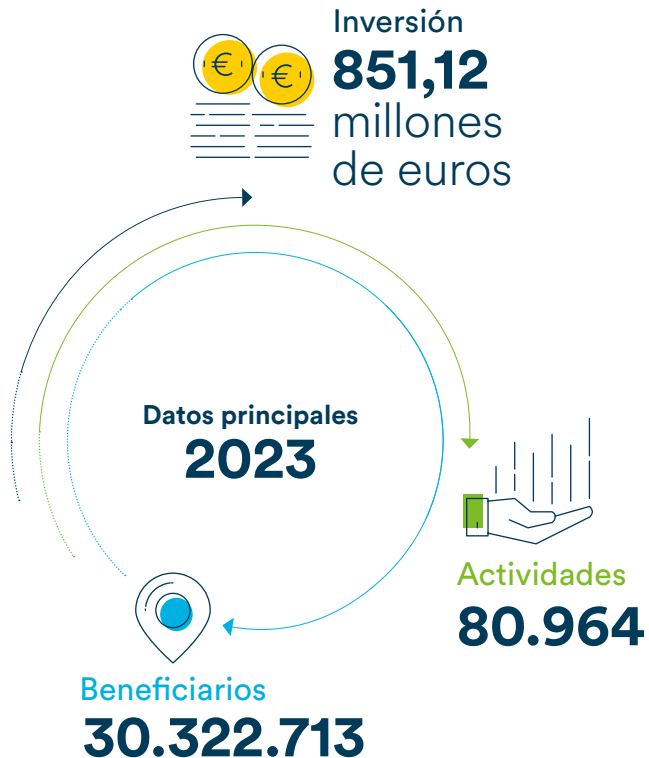 Inversión
851,12
millones
de euros
Datos principales
2023
Actividades
80.964
Beneficiarios
30.322.713